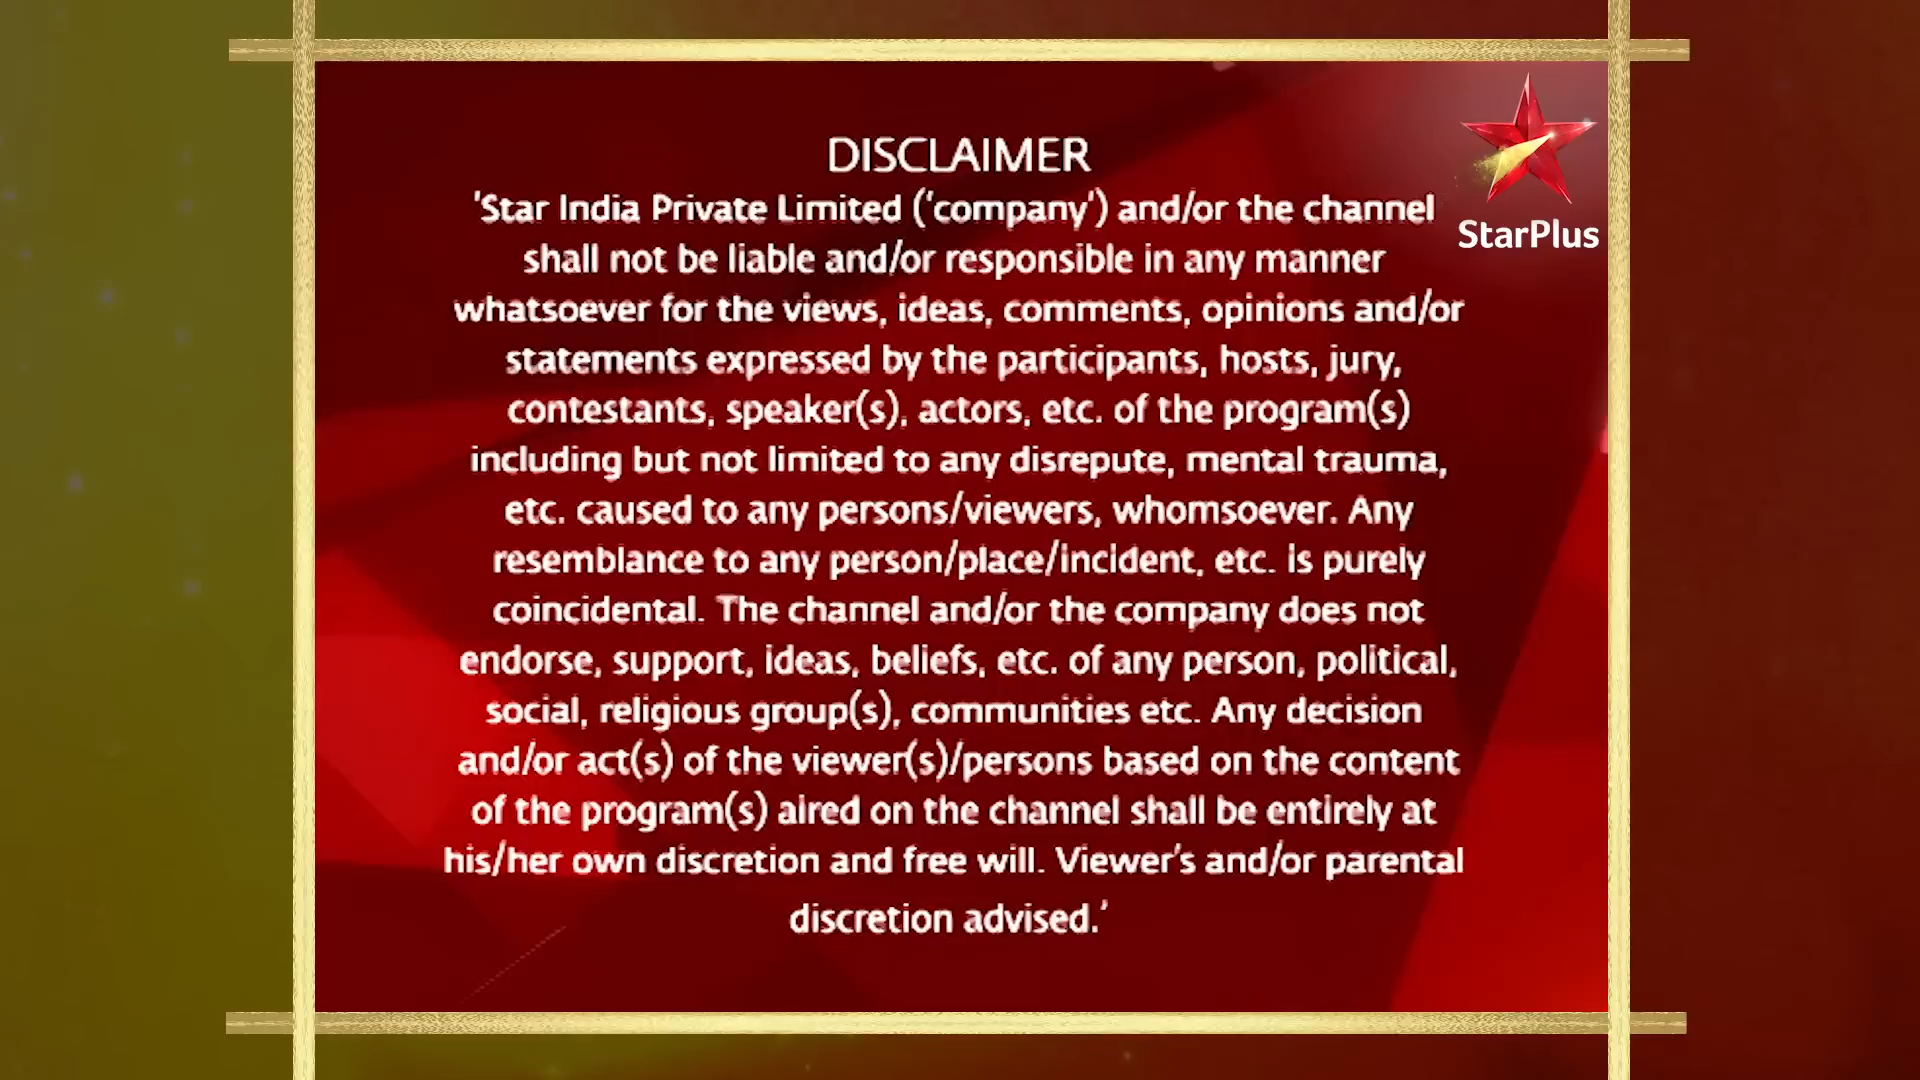 DISCLAIMER
'Star India Private Limited ('company') and/or the channel
shall not be liable and/or responsible in any manner
whatsoever for the views, ideas, comments, opinions and/or
statements expressed by the participants, hosts, jury,
contestants, speaker(s), actors, etc. of the program(s)
including but not limited to any disrepute, mental trauma,
etc. caused to any persons/viewers, whomsoever. Any
resemblance to any person/place/incident, etc. is purely
coincidental. The channel and/or the company does not
endorse, support, ideas, beliefs, etc. of any person, political,
social, religious group(s), communities etc. Any decision
and/or act(s) of the viewer(s)/persons based on the content
of the program(s) aired on the channel shall be entirely at
his/her own discretion and free will. Viewer's and/or parental
discretion advised.'
StarPlus